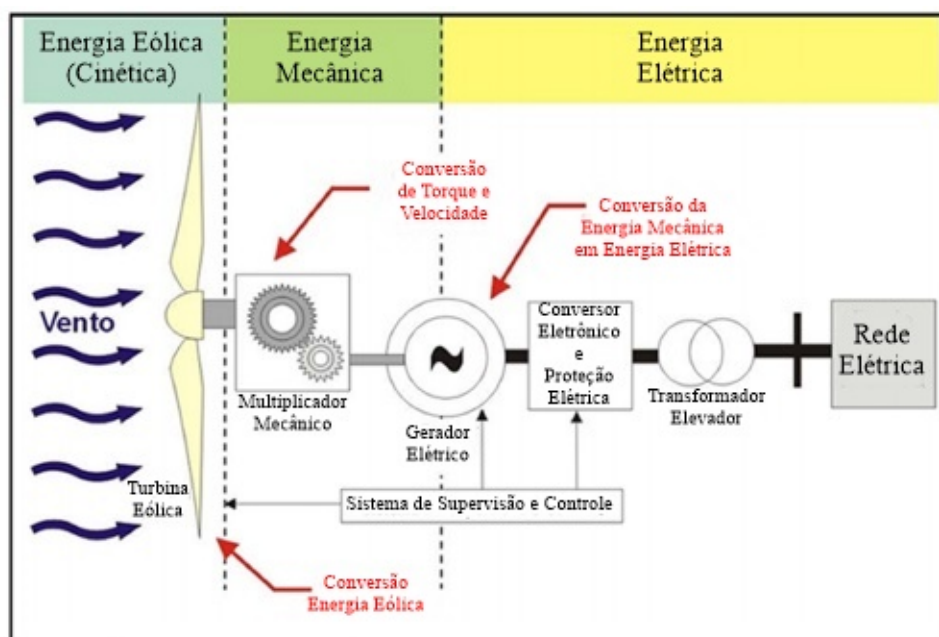 Energia Eólica
(Cinética)
Energia
Mecânica
Energia
Elétrica
Conversão
de Torque e
Velocidade
Conversão da
Energia Mecânica
em Energia Elétrica
Vento
Multiplicador
Mecânico
Gerador
Elétrico
Conversor
Eletrônico
e
Proteção
Elétrica
Transformador
Elevador
Rede
Elétrica
Turbina
Eólica
Sistema de Supervisão e Controle
Conversão
Energia Eólica